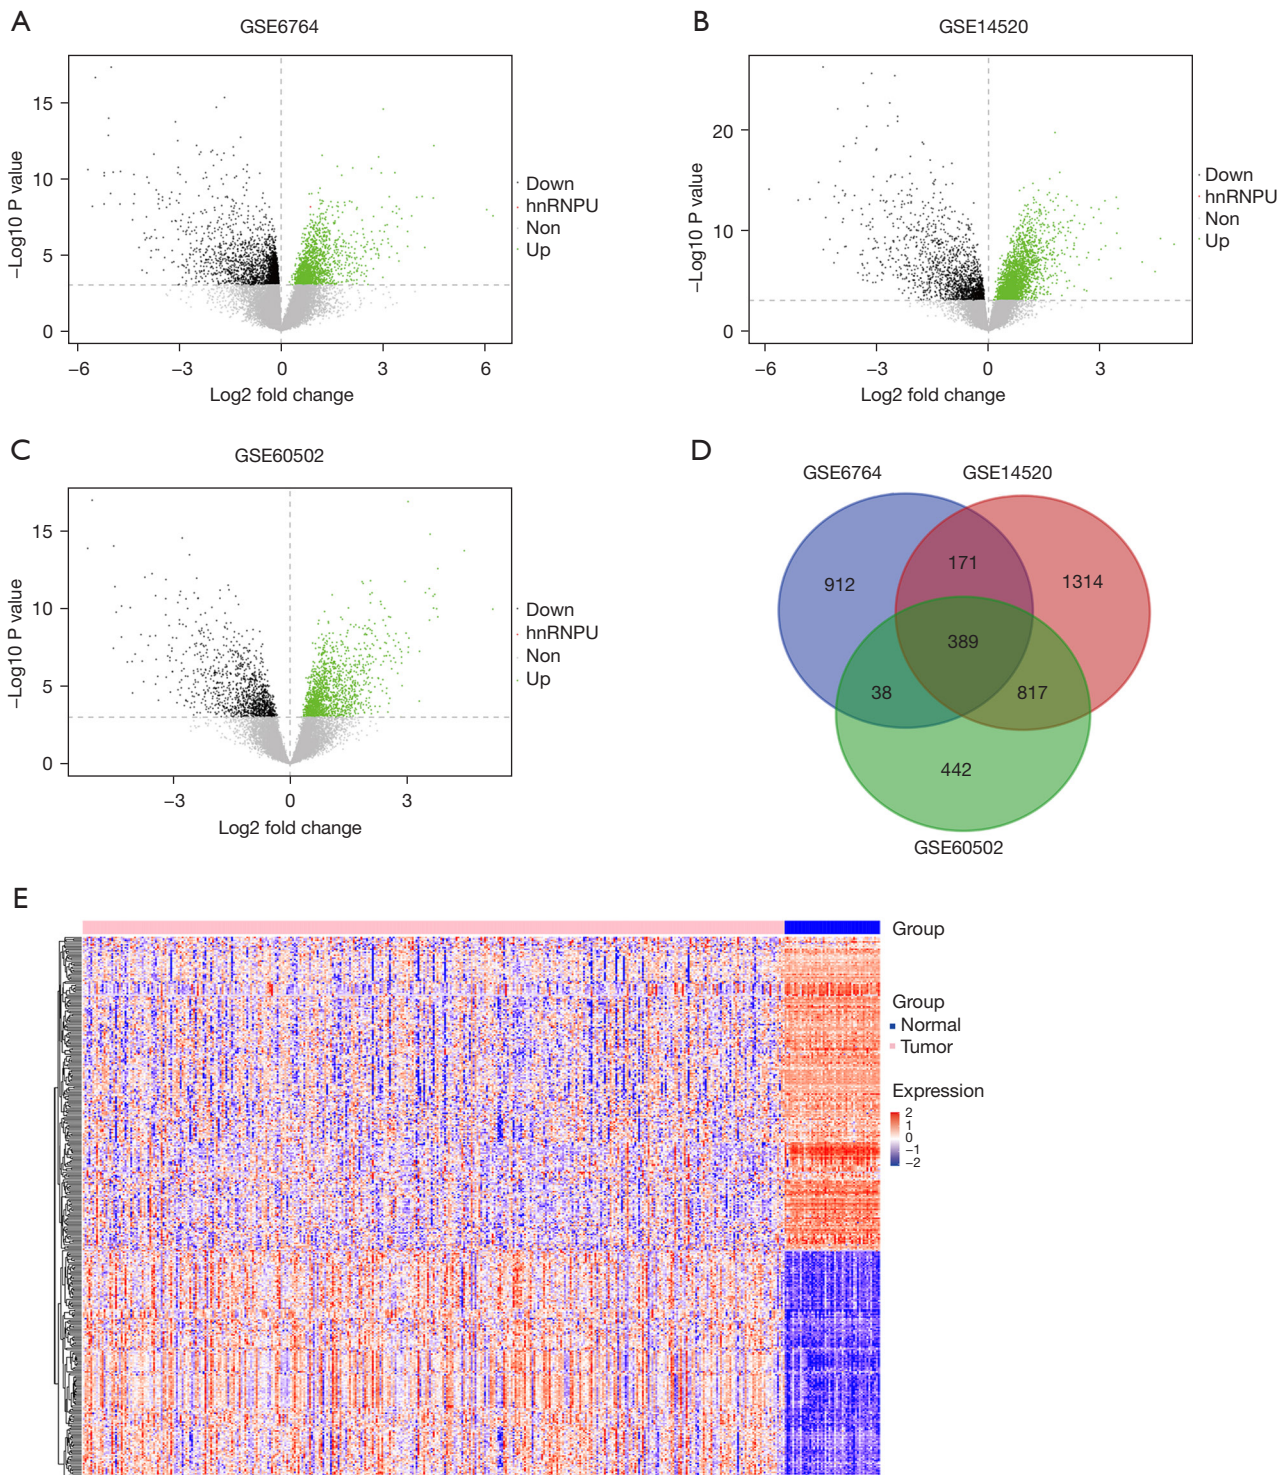 A
GSE6764
−Log10 P value
15
10
5
0
−6
−3
0
3
6
Log2 fold change
Down
hnRNPU
Non
Up
B
GSE14520
−Log10 P value
20
10
0
−6
−3
0
3
Log2 fold change
Down
hnRNPU
Non
Up
C
GSE60502
−Log10 P value
15
10
5
0
−3
0
3
Log2 fold change
Down
hnRNPU
Non
Up
D
GSE6764
GSE14520
912
171
1314
389
38
817
442
GSE60502
E
Group
Group
Normal
Tumor
Expression
2
1
0
−1
−2